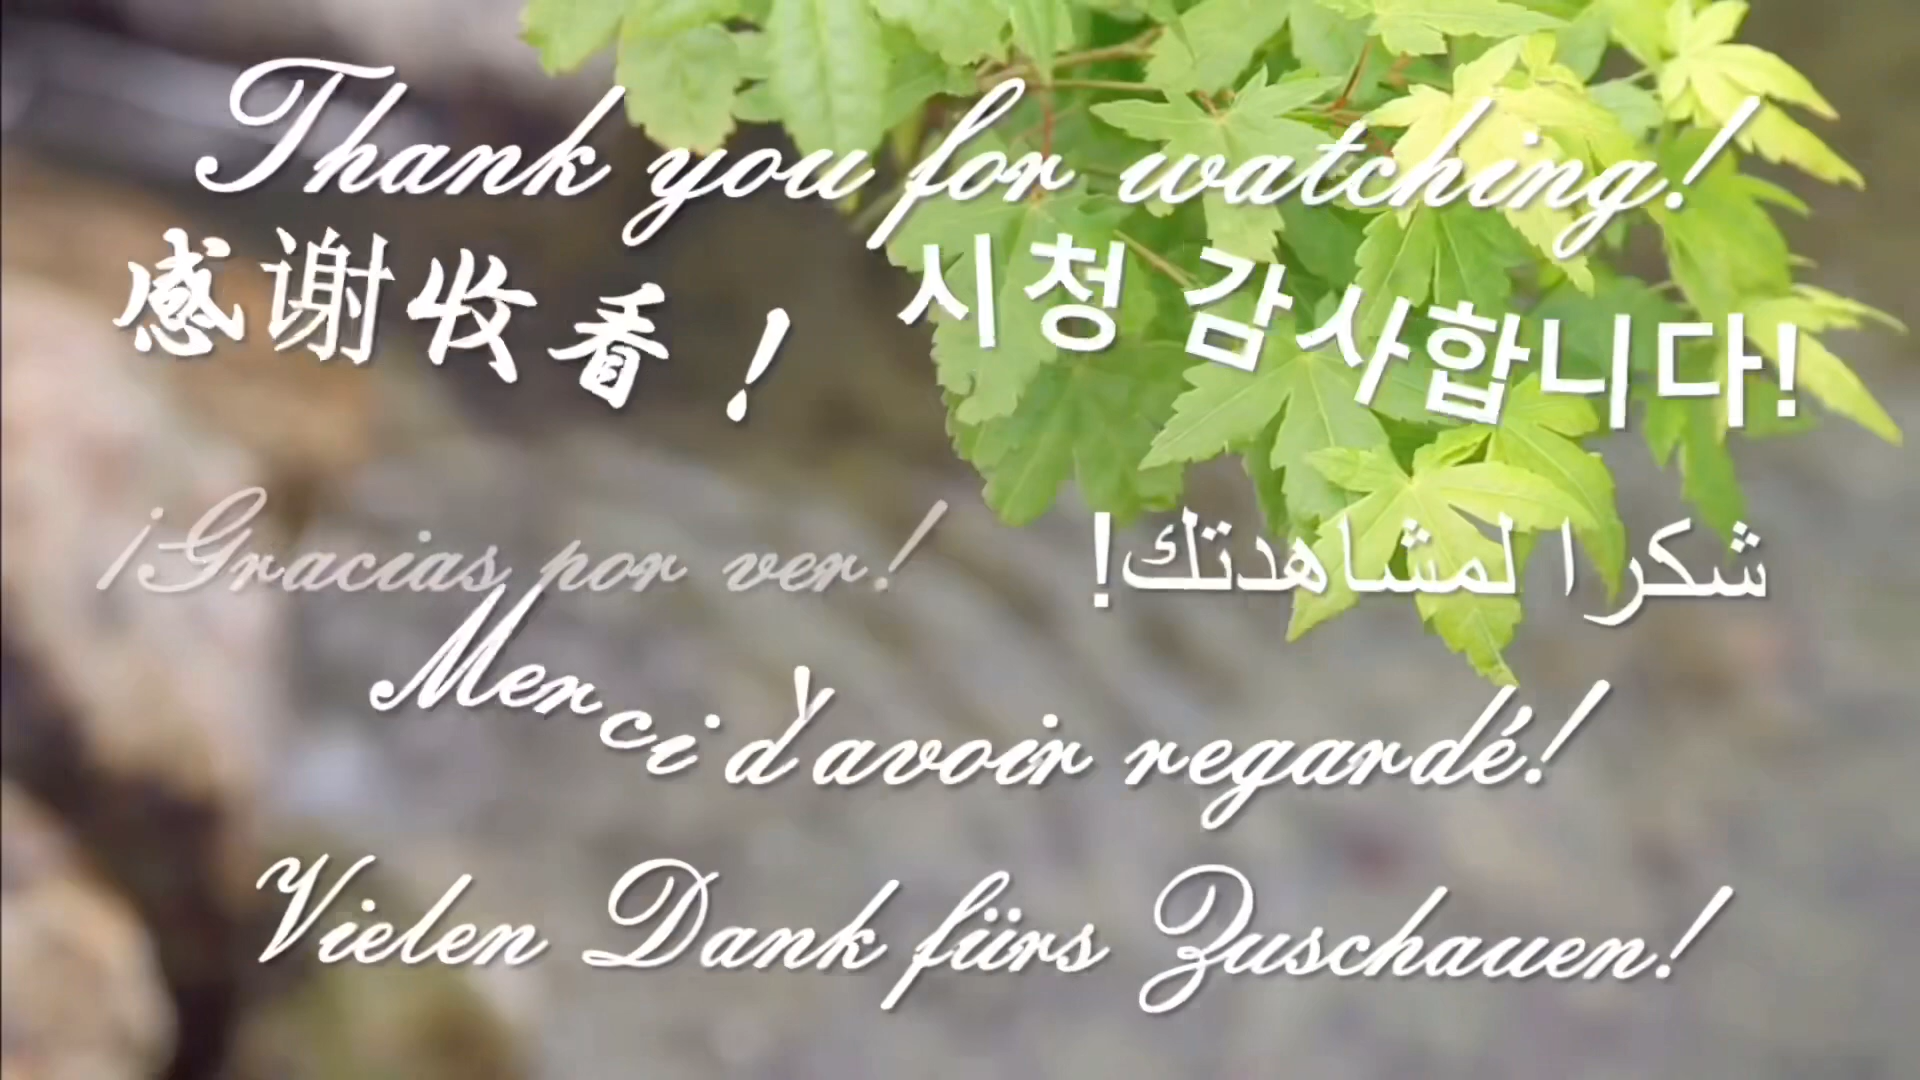 Thank you for watching!
感谢收看！
시청 감사합니다!
¡Gracias por ver!
شكرا لمشاهدتك!
Merci d'avoir regardé!
Vielen Dank fürs Zuschauen!